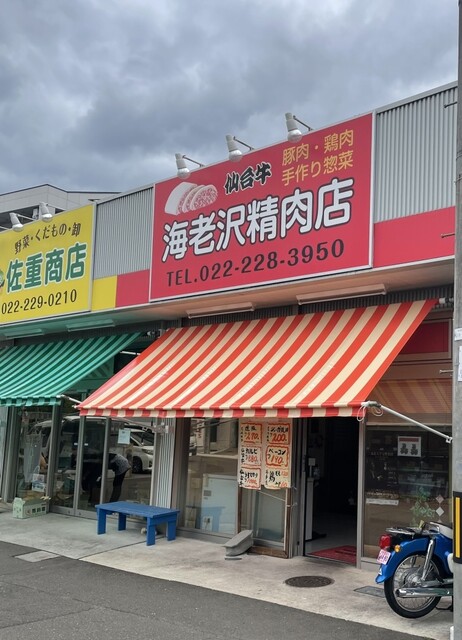 野菜・くだもの・卸
佐重商店
022-229-0210
仙台牛
豚肉・鶏肉
手作り惣菜
海老沢精肉店
TEL.022-228-3950